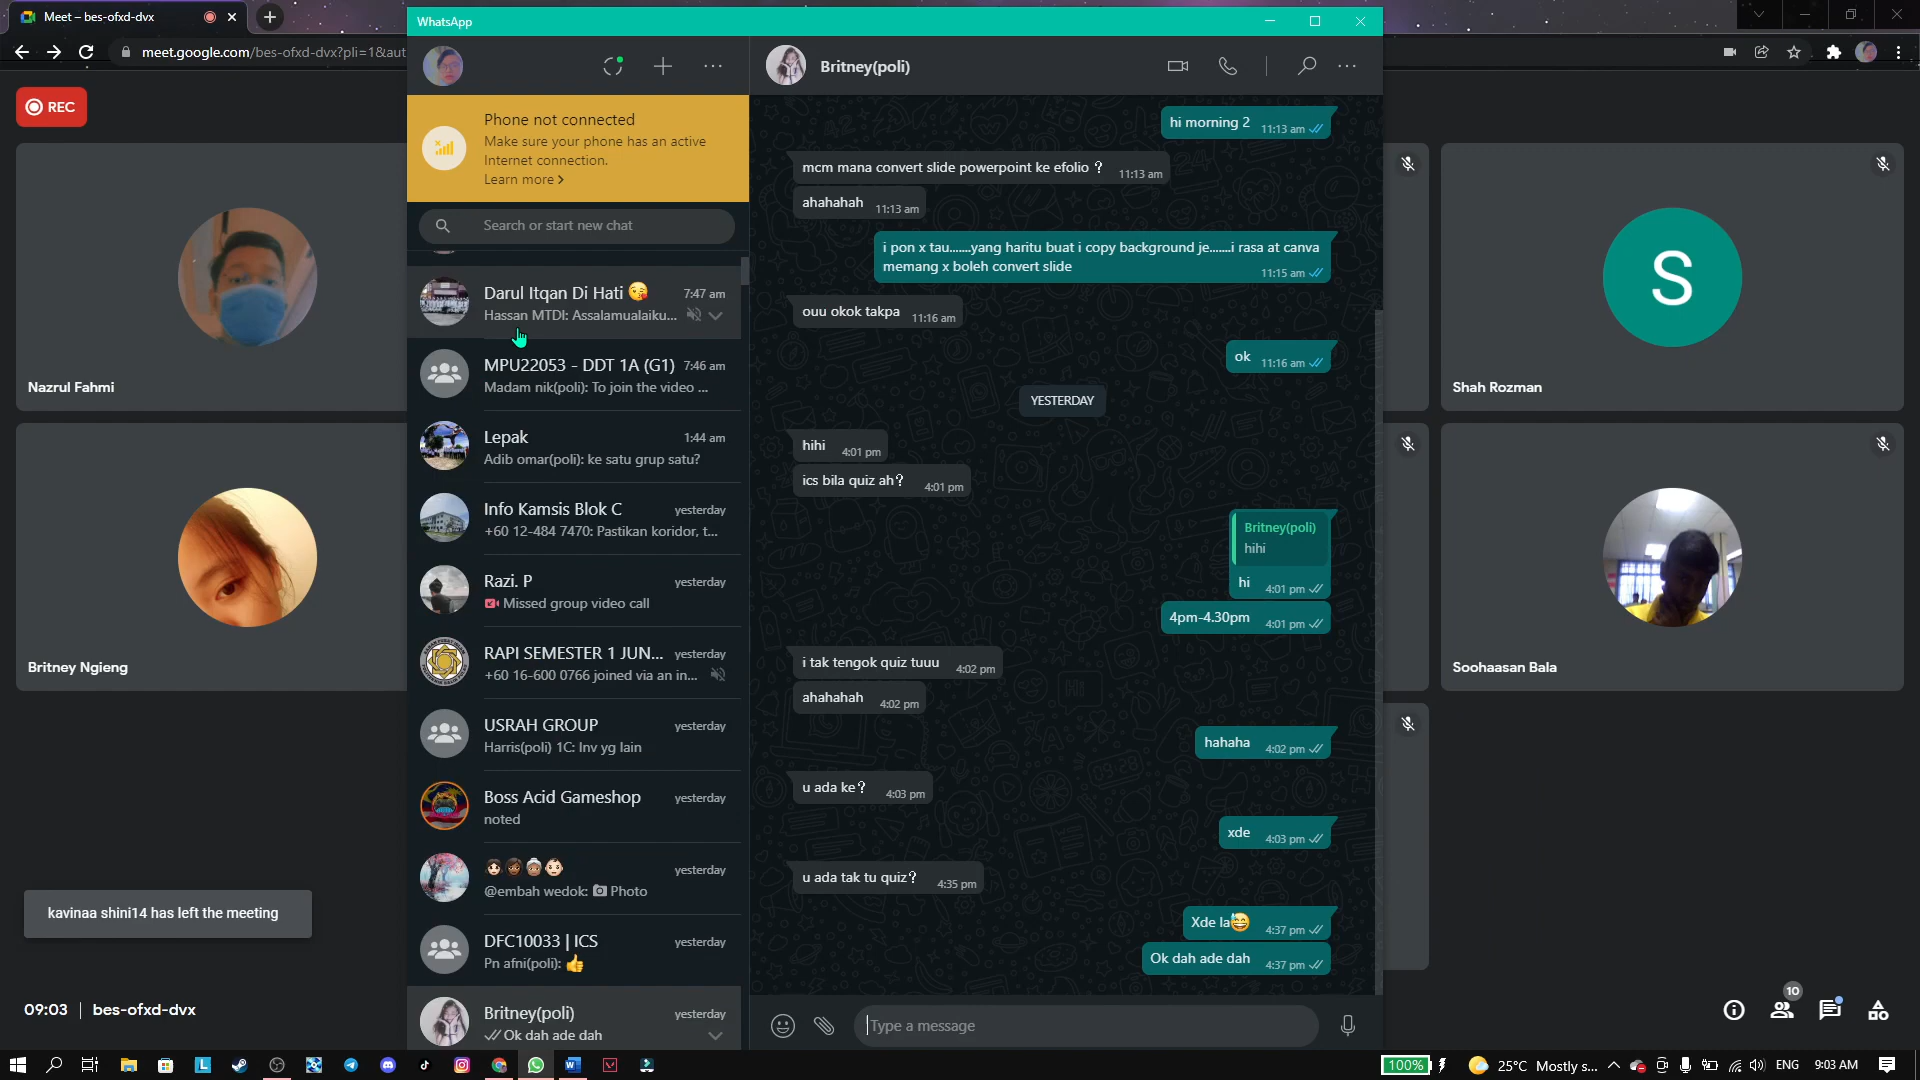 Meet – bes-ofxd-dvx
meet.google.com/bes-ofxd-dvx?pli=1&aut
REC
Nazrul Fahmi
Britney Ngieng
kavinaa shini14 has left the meeting
09:03 | bes-ofxd-dvx
WhatsApp
Phone not connected
Make sure your phone has an active
Internet connection.
Learn more >
Search or start new chat
Darul Itqan Di Hati 😘 7:47 am
Hassan MTDI: Assalamualaiku...
MPU22053 - DDT 1A (G1) 7:46 am
Madam nik(poli): To join the video ...
Lepak 1:44 am
Adib omar(poli): ke satu grup satu?
Info Kamsis Blok C yesterday
+60 12-484 7470: Pastikan koridor, t...
Razi. P yesterday
Missed group video call
RAPI SEMESTER 1 JUN... yesterday
+60 16-600 0766 joined via an in...
USRAH GROUP yesterday
Harris(poli) 1C: Inv yg lain
Boss Acid Gameshop yesterday
noted
👩🏻👩🏾👵🏽👶🏻 yesterday
@embah wedok: Photo
DFC10033 | ICS yesterday
Pn afni(poli): 👍
Britney(poli) yesterday
Ok dah ade dah
Britney(poli)
hi morning 2 11:13 am
mcm mana convert slide powerpoint ke efolio ? 11:13 am
ahahahah 11:13 am
i pon x tau.......yang haritu buat i copy background je.......i rasa at canva
memang x boleh convert slide 11:15 am
ouu okok takpa 11:16 am
ok 11:16 am
YESTERDAY
hihi 4:01 pm
ics bila quiz ah? 4:01 pm
Britney(poli)
hihi
hi 4:01 pm
4pm-4.30pm 4:01 pm
i tak tengok quiz tuuu 4:02 pm
ahahahah 4:02 pm
hahaha 4:02 pm
u ada ke? 4:03 pm
xde 4:03 pm
u ada tak tu quiz? 4:35 pm
Xde la😅 4:37 pm
Ok dah ade dah 4:37 pm
Type a message
S
Shah Rozman
Soohaasan Bala
10
100%
25°C Mostly s...
ENG
9:03 AM